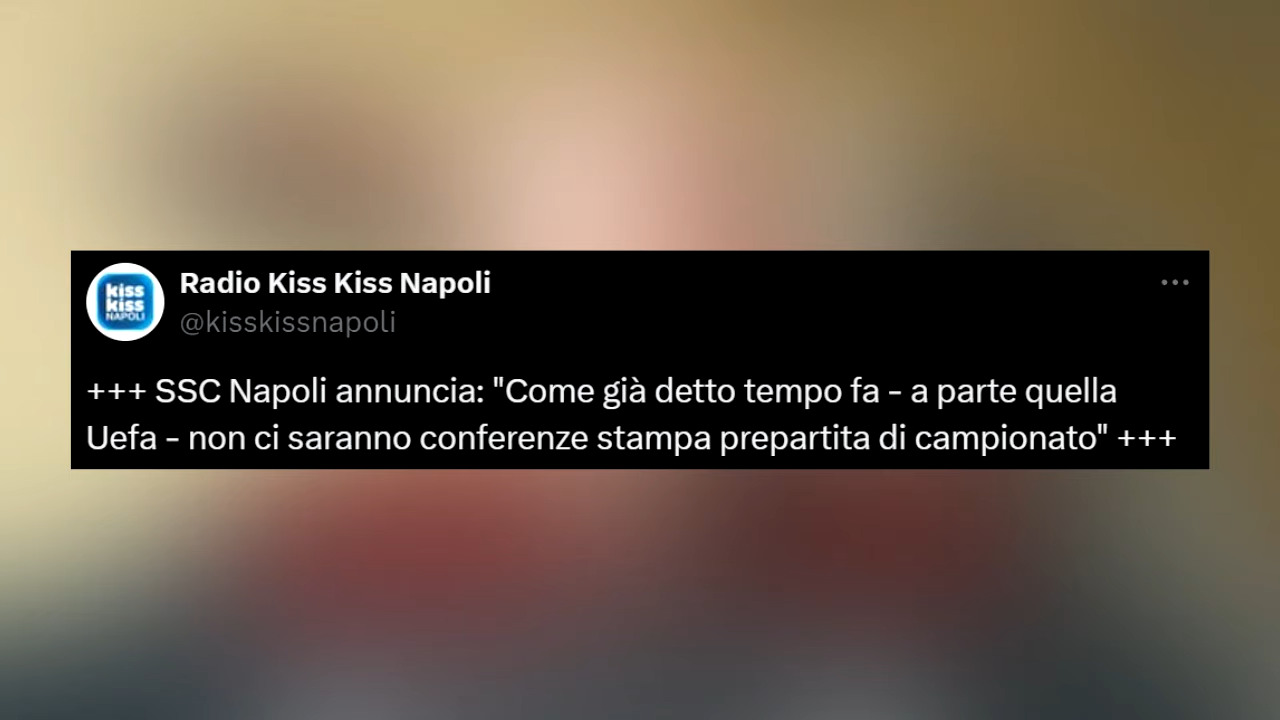 kiss
kiss
NAPOLI
Radio Kiss Kiss Napoli
@kisskissnapoli
+++ SSC Napoli annuncia: "Come già detto tempo fa - a parte quella
Uefa - non ci saranno conferenze stampa prepartita di campionato" +++